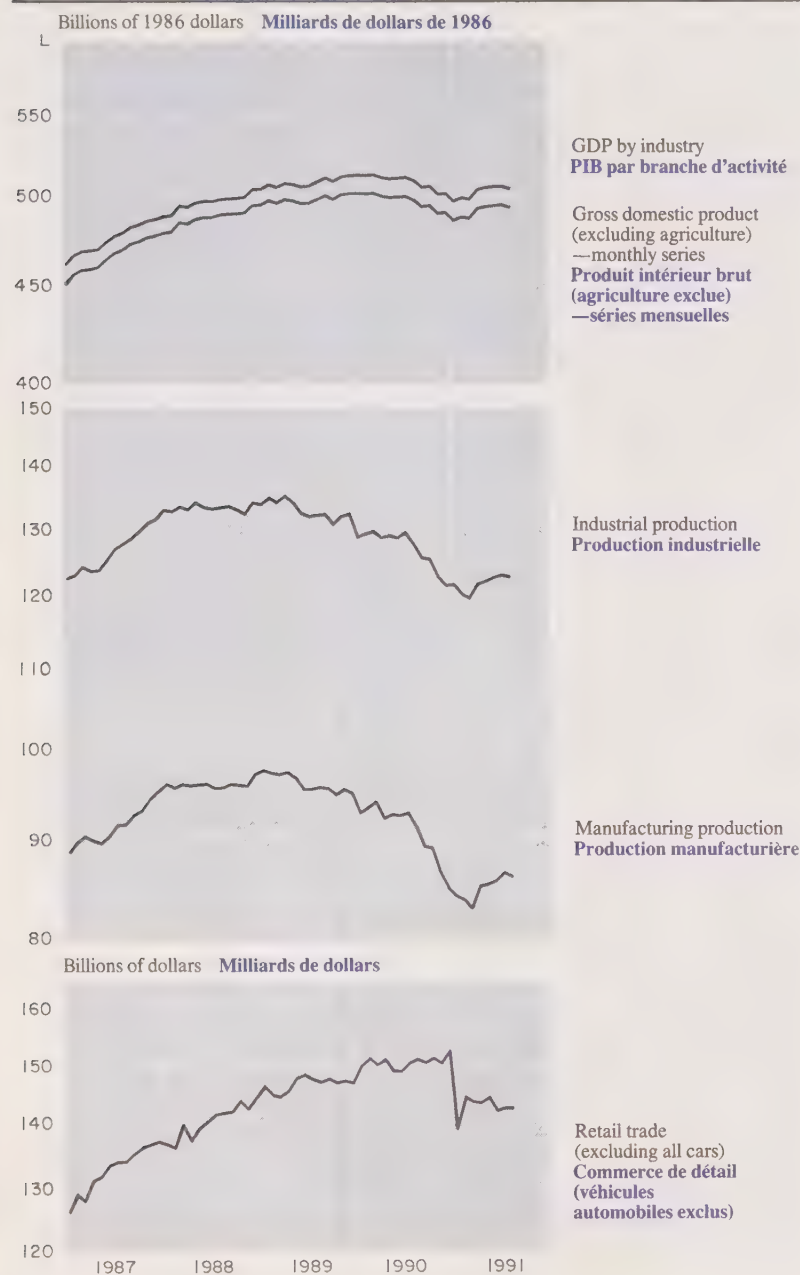 Billions of 1986 dollars Milliards de dollars de 1986
L
550
500
450
400
GDP by industry
PIB par branche d'activité
Gross domestic product
(excluding agriculture)
—monthly series
Produit intérieur brut
(agriculture exclue)
—séries mensuelles
150
140
130
120
110
100
90
80
Industrial production
Production industrielle
Manufacturing production
Production manufacturière
Billions of dollars Milliards de dollars
160
150
140
130
120
Retail trade
(excluding all cars)
Commerce de détail
(véhicules
automobiles exclus)
1987 1988 1989 1990 1991